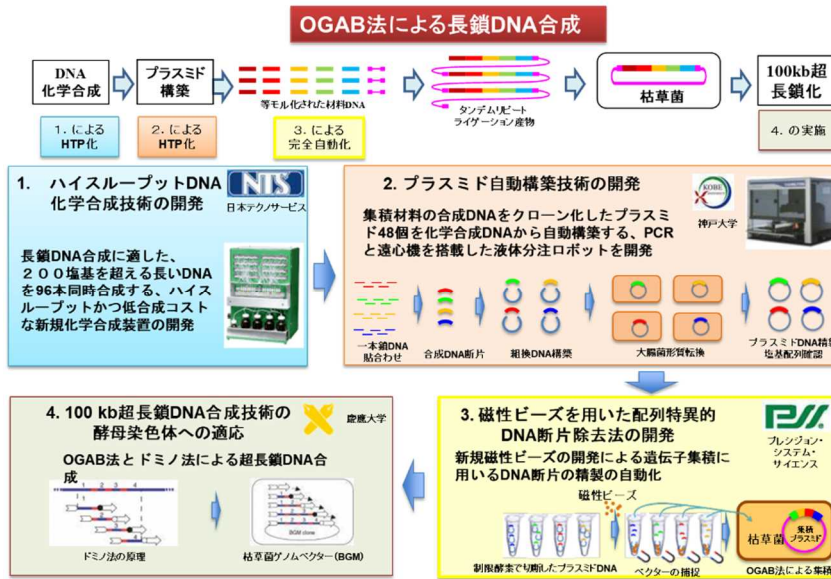 OGAB法による長鎖DNA合成
DNA
化学合成
プラスミド
構築
等モル化された材料DNA
タンデムリピート
ライゲーション産物
枯草菌
100kb超
長鎖化
1. による
HTP化
2. による
HTP化
3. による
完全自動化
4. の実施
1. ハイスループットDNA
化学合成技術の開発
NTS
日本テクノサービス
長鎖DNA合成に適した、
200塩基を超える長いDNA
を96本同時合成する、ハイス
ループットかつ低合成コスト
な新規化学合成装置の開発
2. プラスミド自動構築技術の開発
集積材料の合成DNAをクローン化したプラスミ
ド48個を化学合成DNAから自動構築する、PCR
と遠心機を搭載した液体分注ロボットを開発
KOBE
神戸大学
一本鎖DNA
貼合わせ
合成DNA断片
組換DNA構築
大腸菌形質転換
プラスミドDNA精製
塩基配列確認
4. 100 kb超長鎖DNA合成技術の
酵母染色体への適応
慶應大学
OGAB法とドミノ法による超長鎖DNA合
成
1 2 3 4
1
2
3
4
ドミノ法の原理
BGM clone
枯草菌ゲノムベクター(BGM)
3. 磁性ビーズを用いた配列特異的
DNA断片除去法の開発
PSS
プレシジョン・
システム・
サイエンス
新規磁性ビーズの開発による遺伝子集積に
用いるDNA断片の精製の自動化
磁性ビーズ
制限酵素で切断したプラスミドDNA
ベクターの捕捉
枯草菌
集積
プラスミド
OGAB法による集積